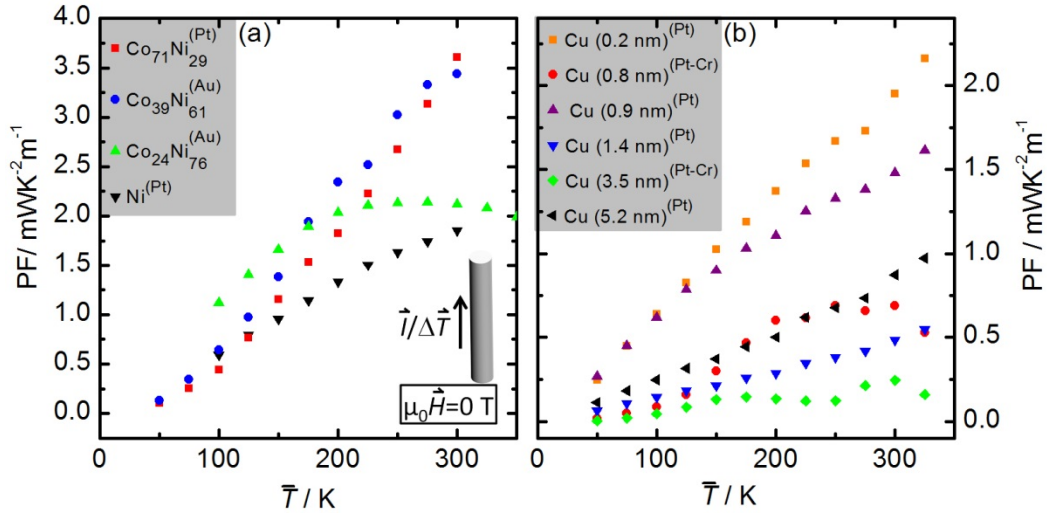 (a)
Co71Ni29(Pt)
Co39Ni61(Au)
Co24Ni76(Au)
Ni(Pt)
PF/ mWK-2m-1
4.0
3.5
3.0
2.5
2.0
1.5
1.0
0.5
0.0
I/ΔT
μ0H=0 T
0 100 200 300
T / K
(b)
Cu (0.2 nm)(Pt)
Cu (0.8 nm)(Pt-Cr)
Cu (0.9 nm)(Pt)
Cu (1.4 nm)(Pt)
Cu (3.5 nm)(Pt-Cr)
Cu (5.2 nm)(Pt)
2.0
1.5
1.0
0.5
0.0
PF / mWK-2m-1
0 100 200 300
T / K